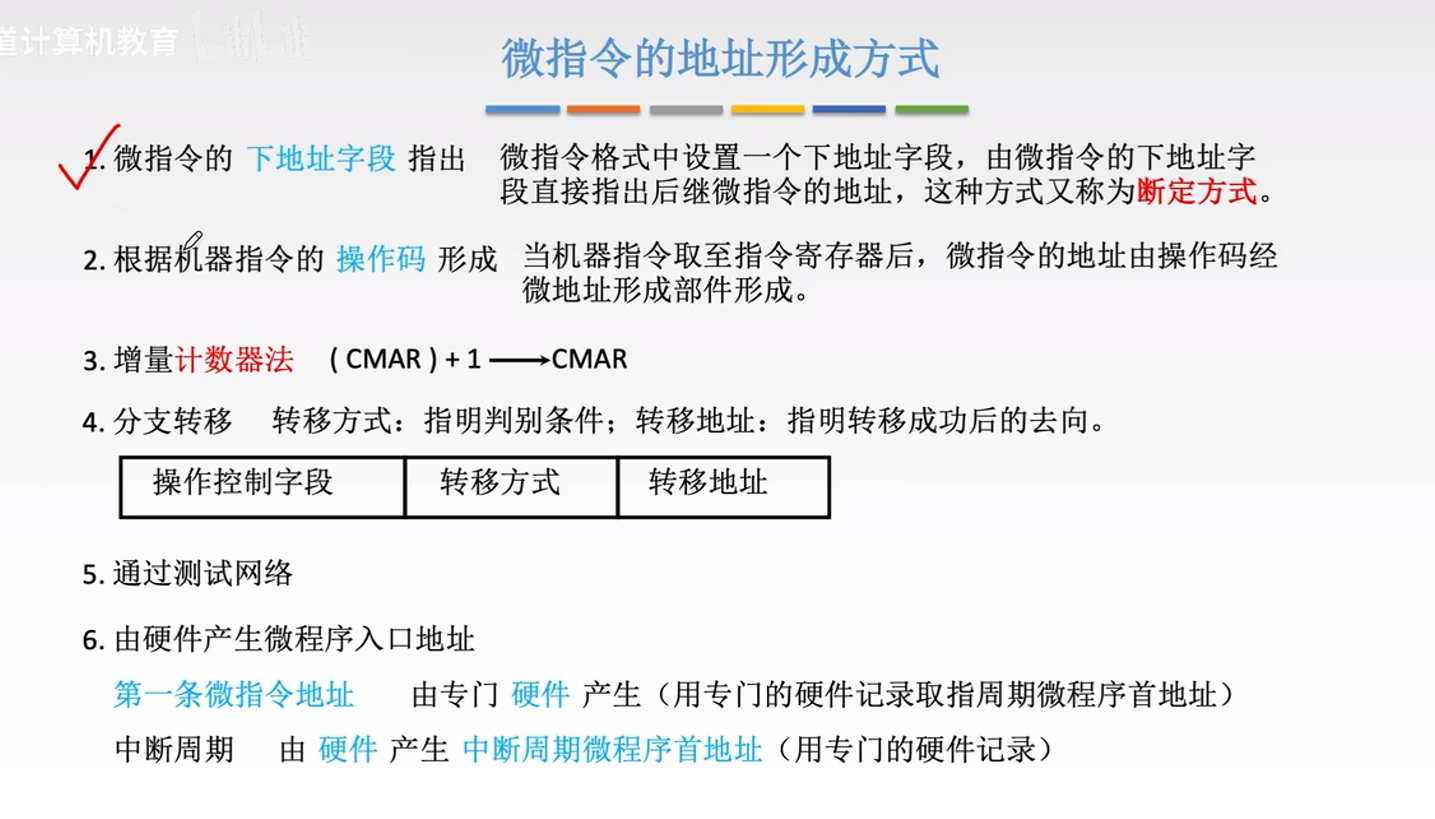 道计算机教育 bilibili
微指令的地址形成方式
1. 微指令的 下地址字段 指出 微指令格式中设置一个下地址字段，由微指令的下地址字
段直接指出后继微指令的地址，这种方式又称为断定方式。
2. 根据机器指令的 操作码 形成 当机器指令取至指令寄存器后，微指令的地址由操作码经
微地址形成部件形成。
3. 增量计数器法 ( CMAR ) + 1 ⟶ CMAR
4. 分支转移 转移方式：指明判别条件；转移地址：指明转移成功后的去向。
操作控制字段 转移方式 转移地址
5. 通过测试网络
6. 由硬件产生微程序入口地址
第一条微指令地址 由专门 硬件 产生（用专门的硬件记录取指周期微程序首地址）
中断周期 由 硬件 产生 中断周期微程序首地址（用专门的硬件记录）